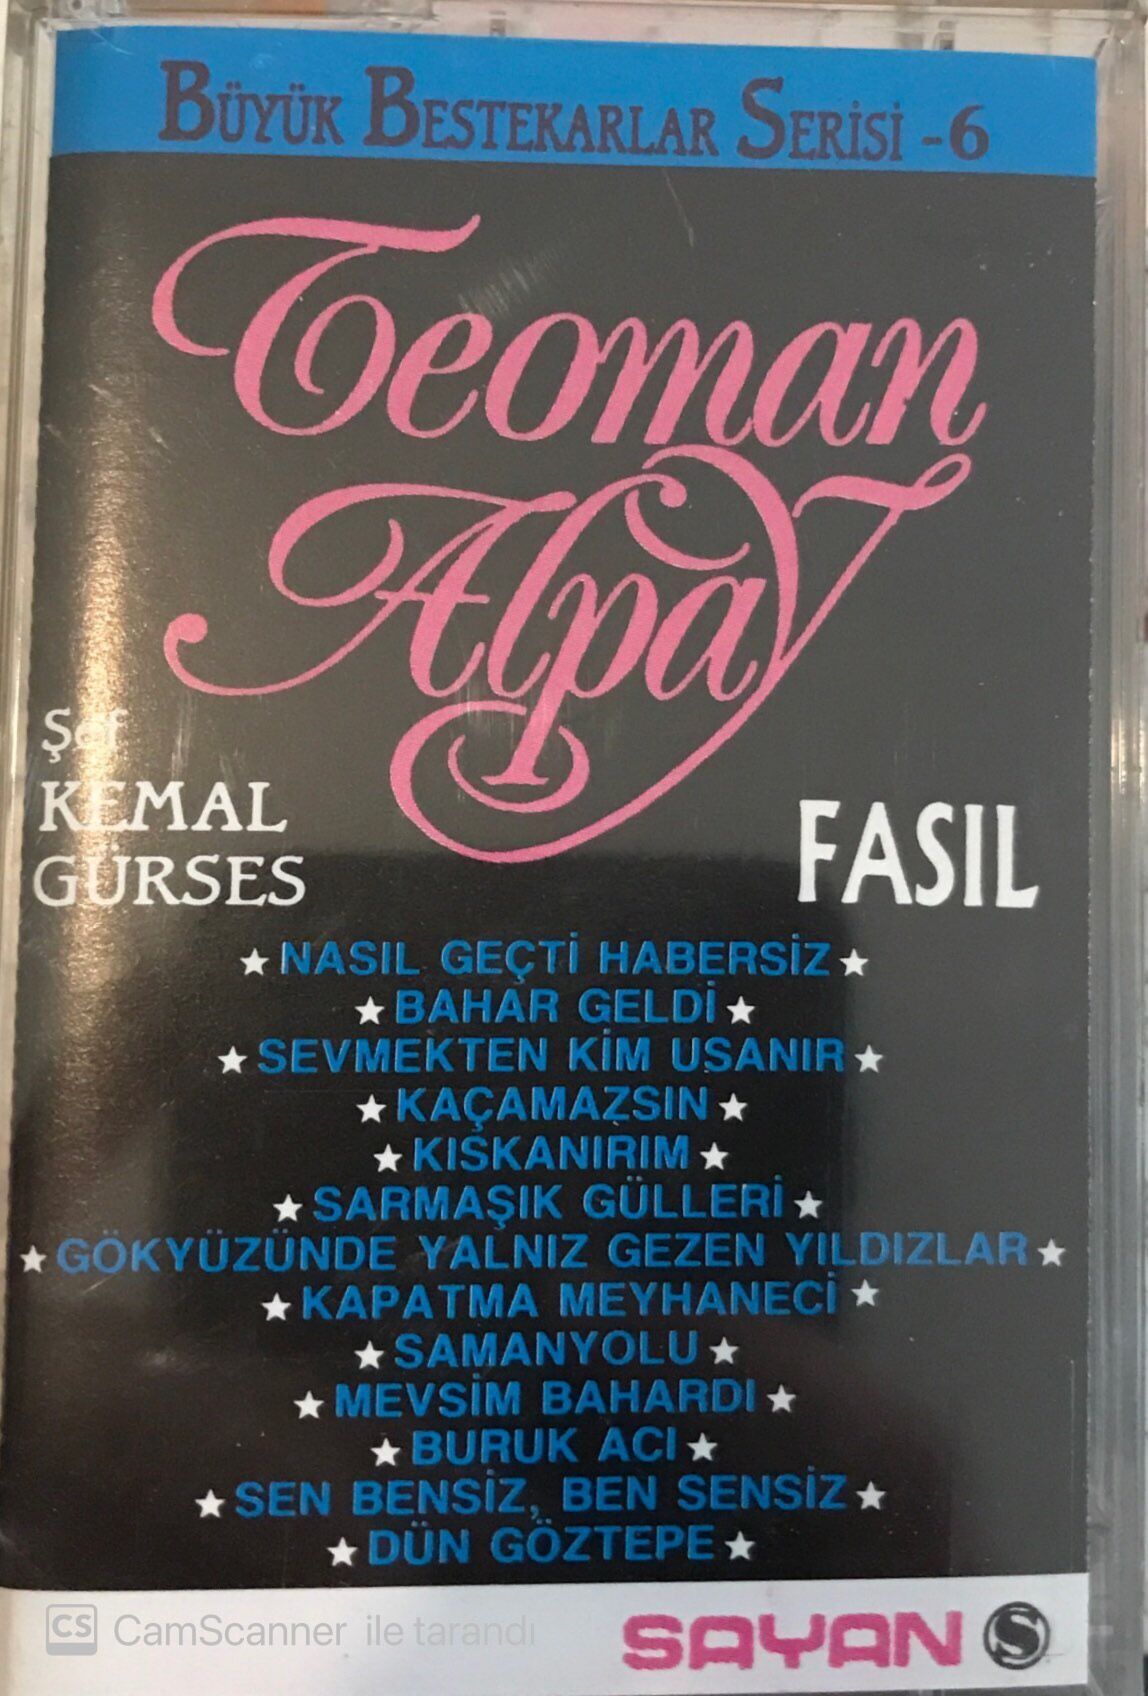 BÜYÜK BESTEKARLAR SERİSİ -6
Teoman
Alpay
Şef
KEMAL
GÜRSES
FASIL
★ NASIL GEÇTİ HABERSİZ ★
★ BAHAR GELDİ ★
★ SEVMEKTEN KİM USANIR ★
★ KAÇAMAZSIN ★
★ KISKANIRIM ★
★ SARMAŞIK GÜLLERİ ★
★ GÖKYÜZÜNDE YALNIZ GEZEN YILDIZLAR ★
★ KAPATMA MEYHANECİ ★
★ SAMANYOLU ★
★ MEVSİM BAHARDI ★
★ BURUK ACI ★
★ SEN BENSİZ, BEN SENSİZ ★
★ DÜN GÖZTEPE ★
CS CamScanner ile tarandı
SAYAN S